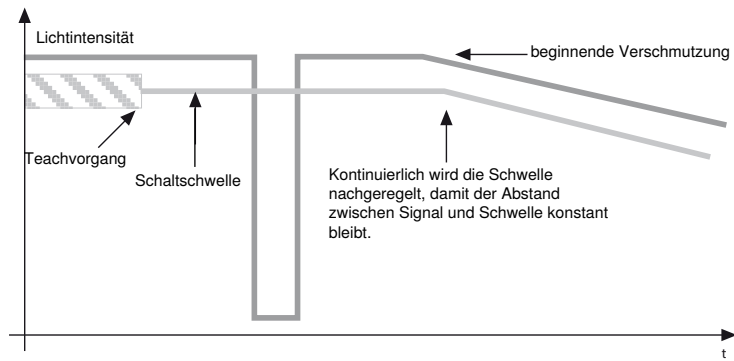 Lichtintensität
beginnende Verschmutzung
Teachvorgang
Schaltschwelle
Kontinuierlich wird die Schwelle
nachgeregelt, damit der Abstand
zwischen Signal und Schwelle konstant
bleibt.
t